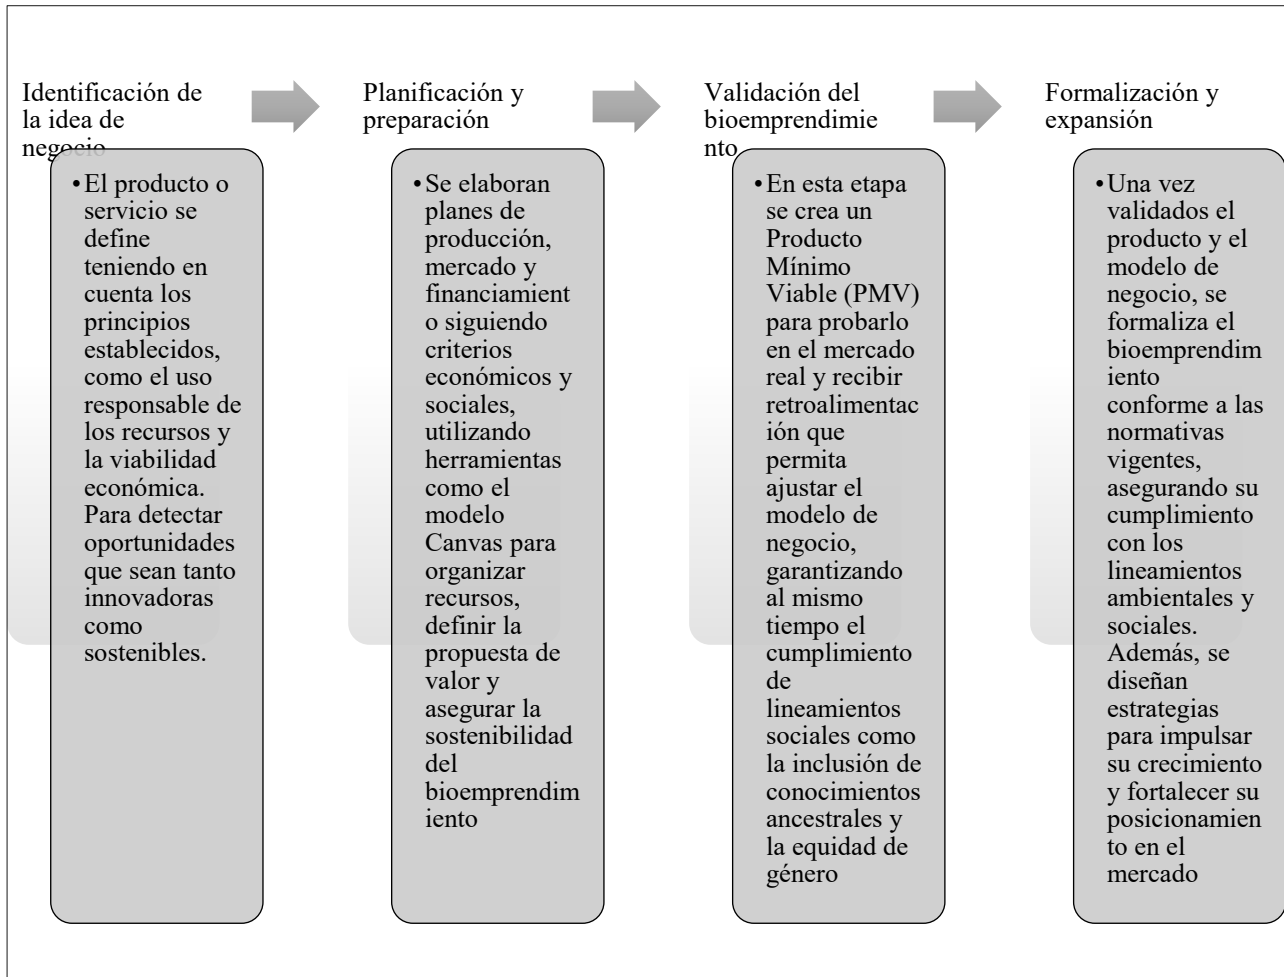 Identificación de
la idea de
negocio
•El producto o
servicio se
define
teniendo en
cuenta los
principios
establecidos,
como el uso
responsable de
los recursos y
la viabilidad
económica.
Para detectar
oportunidades
que sean tanto
innovadoras
como
sostenibles.
Planificación y
preparación
•Se elaboran
planes de
producción,
mercado y
financiamient
o siguiendo
criterios
económicos y
sociales,
utilizando
herramientas
como el
modelo
Canvas para
organizar
recursos,
definir la
propuesta de
valor y
asegurar la
sostenibilidad
del
bioemprendim
iento
Validación del
bioemprendimie
nto
•En esta etapa
se crea un
Producto
Mínimo
Viable (PMV)
para probarlo
en el mercado
real y recibir
retroalimentac
ión que
permita
ajustar el
modelo de
negocio,
garantizando
al mismo
tiempo el
cumplimiento
de
lineamientos
sociales como
la inclusión de
conocimientos
ancestrales y
la equidad de
género
Formalización y
expansión
•Una vez
validados el
producto y el
modelo de
negocio, se
formaliza el
bioemprendim
iento
conforme a las
normativas
vigentes,
asegurando su
cumplimiento
con los
lineamientos
ambientales y
sociales.
Además, se
diseñan
estrategias
para impulsar
su crecimiento
y fortalecer su
posicionamien
to en el
mercado